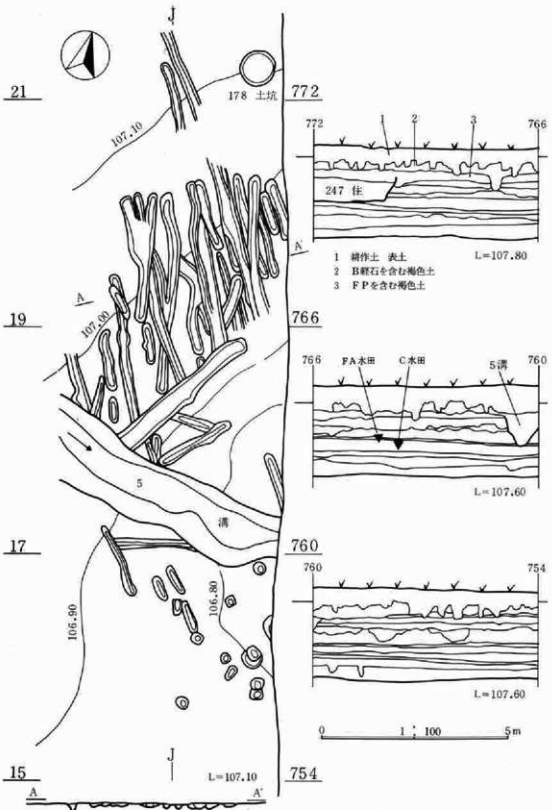 J
21
178 土坑
772
107.10
A'
A
107.00
19
766
5
溝
17
760
106.90
106.80
J
15
L=107.10
754
A
A'
772
1
2
3
766
247 住
L=107.80
1 耕作土 表土
2 B軽石を含む褐色土
3 FPを含む褐色土
766
FA水田
C水田
5溝
760
L=107.60
760
754
L=107.60
0
1 : 100
5m